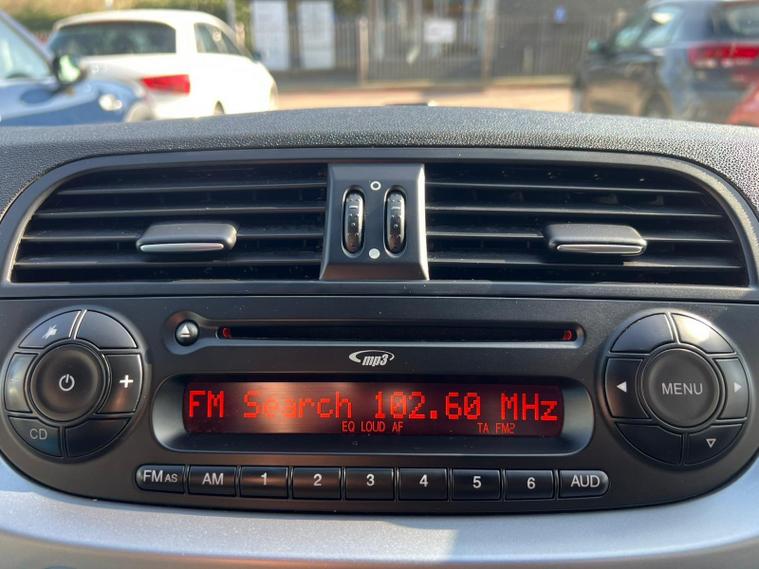 mp3
FM Search 102.60 MHz
EQ LOUD AF TA FM2
CD
MENU
FM AS AM 1 2 3 4 5 6 AUD